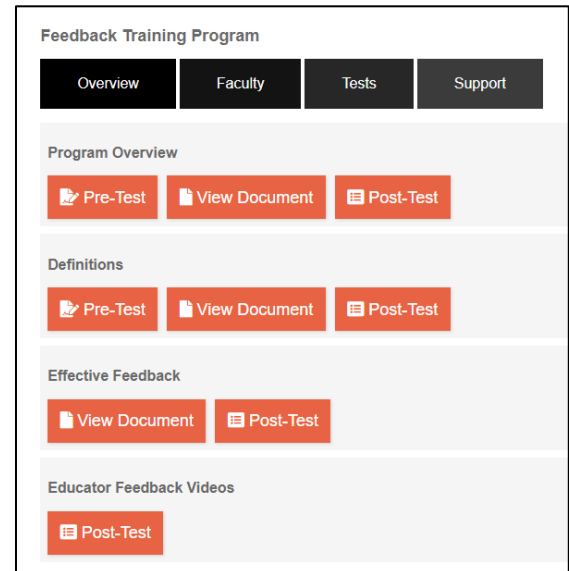 Feedback Training Program
Overview Faculty Tests Support
Program Overview
Pre-Test View Document Post-Test
Definitions
Pre-Test View Document Post-Test
Effective Feedback
View Document Post-Test
Educator Feedback Videos
Post-Test